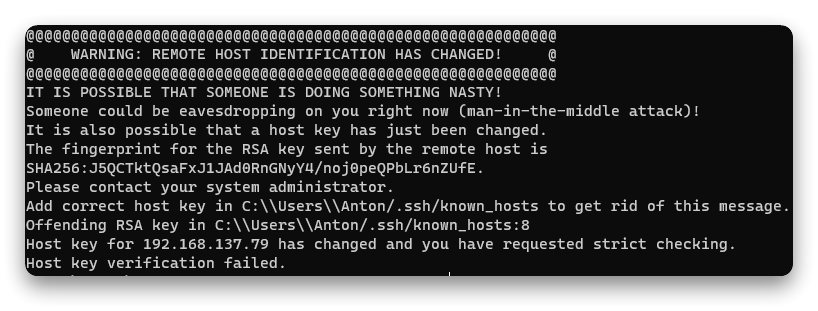 @@@@@@@@@@@@@@@@@@@@@@@@@@@@@@@@@@@@@@@@@@@@@@@@@@@@@@@@@@@
@    WARNING: REMOTE HOST IDENTIFICATION HAS CHANGED!     @
@@@@@@@@@@@@@@@@@@@@@@@@@@@@@@@@@@@@@@@@@@@@@@@@@@@@@@@@@@@
IT IS POSSIBLE THAT SOMEONE IS DOING SOMETHING NASTY!
Someone could be eavesdropping on you right now (man-in-the-middle attack)!
It is also possible that a host key has just been changed.
The fingerprint for the RSA key sent by the remote host is
SHA256:J5QCTktQsaFxJ1JAd0RnGNyY4/noj0peQPbLr6nZUfE.
Please contact your system administrator.
Add correct host key in C:\\Users\\Anton/.ssh/known_hosts to get rid of this message.
Offending RSA key in C:\\Users\\Anton/.ssh/known_hosts:8
Host key for 192.168.137.79 has changed and you have requested strict checking.
Host key verification failed.